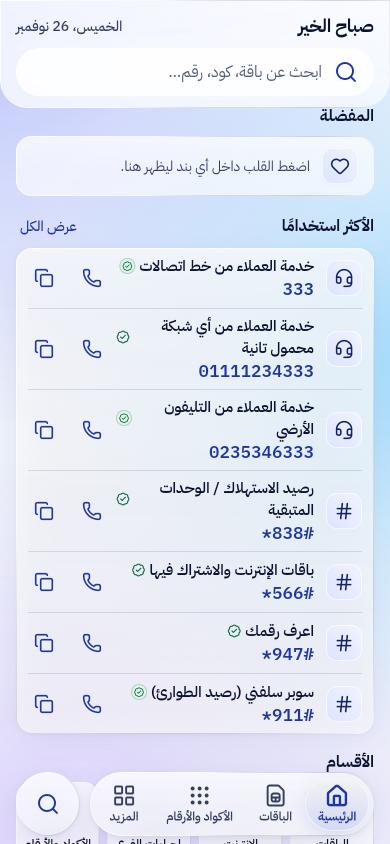 صباح الخير
الخميس، 26 نوفمبر
ابحث عن باقة، كود، رقم...
المفضلة
اضغط القلب داخل أي بند ليظهر هنا.
الأكثر استخدامًا
عرض الكل
خدمة العملاء من خط اتصالات
333
خدمة العملاء من أي شبكة
محمول تانية
01111234333
خدمة العملاء من التليفون
الأرضي
0235346333
رصيد الاستهلاك / الوحدات
المتبقية
*838#
باقات الإنترنت والاشتراك فيها
*566#
اعرف رقمك
*947#
سوبر سلفني (رصيد الطوارئ)
*911#
الأقسام
الرئيسية
الباقات
الأكواد والأرقام
المزيد